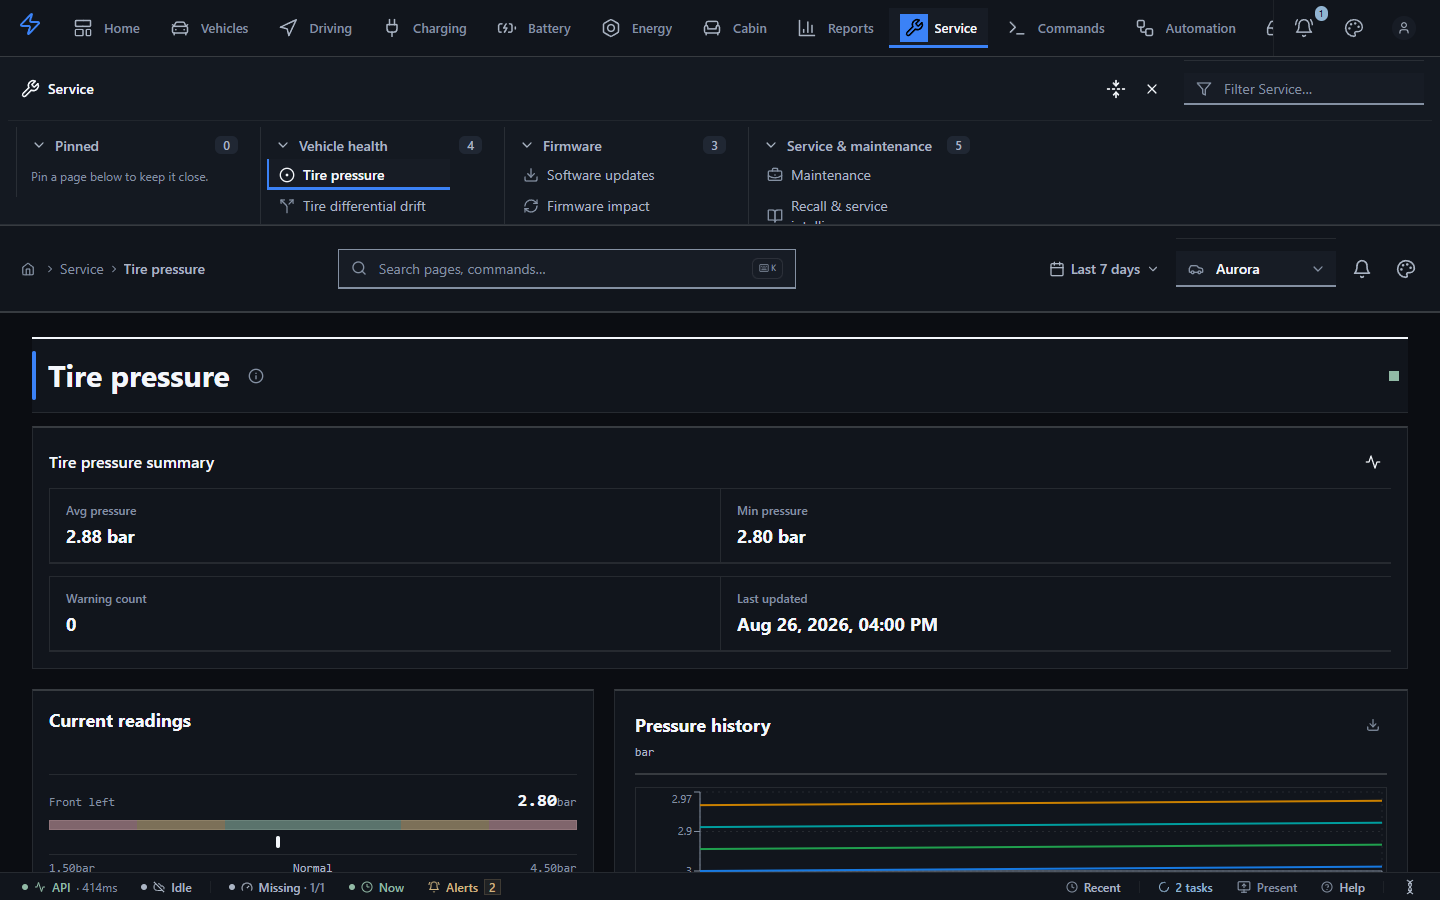 Home Vehicles Driving Charging Battery Energy Cabin Reports Service Commands Automation 1
Service
Filter Service...
Pinned 0
Pin a page below to keep it close.
Vehicle health 4
Tire pressure
Tire differential drift
Firmware 3
Software updates
Firmware impact
Service & maintenance 5
Maintenance
Recall & service
Service Tire pressure
Search pages, commands...
K
Last 7 days
Aurora
Tire pressure
Tire pressure summary
Avg pressure
2.88 bar
Min pressure
2.80 bar
Warning count
0
Last updated
Aug 26, 2026, 04:00 PM
Current readings
Front left 2.80bar
1.50bar Normal 4.50bar
Pressure history
bar
2.97
2.9
API · 414ms Idle Missing · 1/1 Now Alerts 2 Recent 2 tasks Present Help